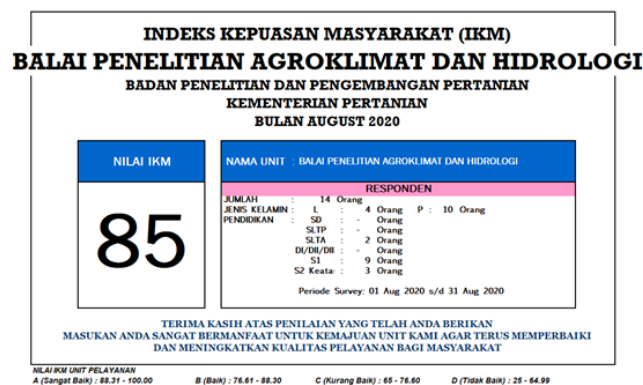 INDEKS KEPUASAN MASYARAKAT (IKM)
BALAI PENELITIAN AGROKLIMAT DAN HIDROLOGI
BADAN PENELITIAN DAN PENGEMBANGAN PERTANIAN
KEMENTERIAN PERTANIAN
BULAN AUGUST 2020
NILAI IKM
85
NAMA UNIT : BALAI PENELITIAN AGROKLIMAT DAN HIDROLOGI
RESPONDEN
JUMLAH : 14 Orang
JENIS KELAMIN : L : 4 Orang P : 10 Orang
PENDIDIKAN : SD : - Orang
SLTP : - Orang
SLTA : 2 Orang
DI/DII/DII : - Orang
S1 : 9 Orang
S2 Keata: : 3 Orang
Periode Survey: 01 Aug 2020 s/d 31 Aug 2020
TERIMA KASIH ATAS PENILAIAN YANG TELAH ANDA BERIKAN
MASUKAN ANDA SANGAT BERMANFAAT UNTUK KEMAJUAN UNIT KAMI AGAR TERUS MEMPERBAIKI
DAN MENINGKATKAN KUALITAS PELAYANAN BAGI MASYARAKAT
NILAI IKM UNIT PELAYANAN
A (Sangat Baik) : 88.31 - 100.00 B (Baik) : 76.61 - 88.30 C (Kurang Baik) : 65 - 76.60 D (Tidak Baik) : 25 - 64.99